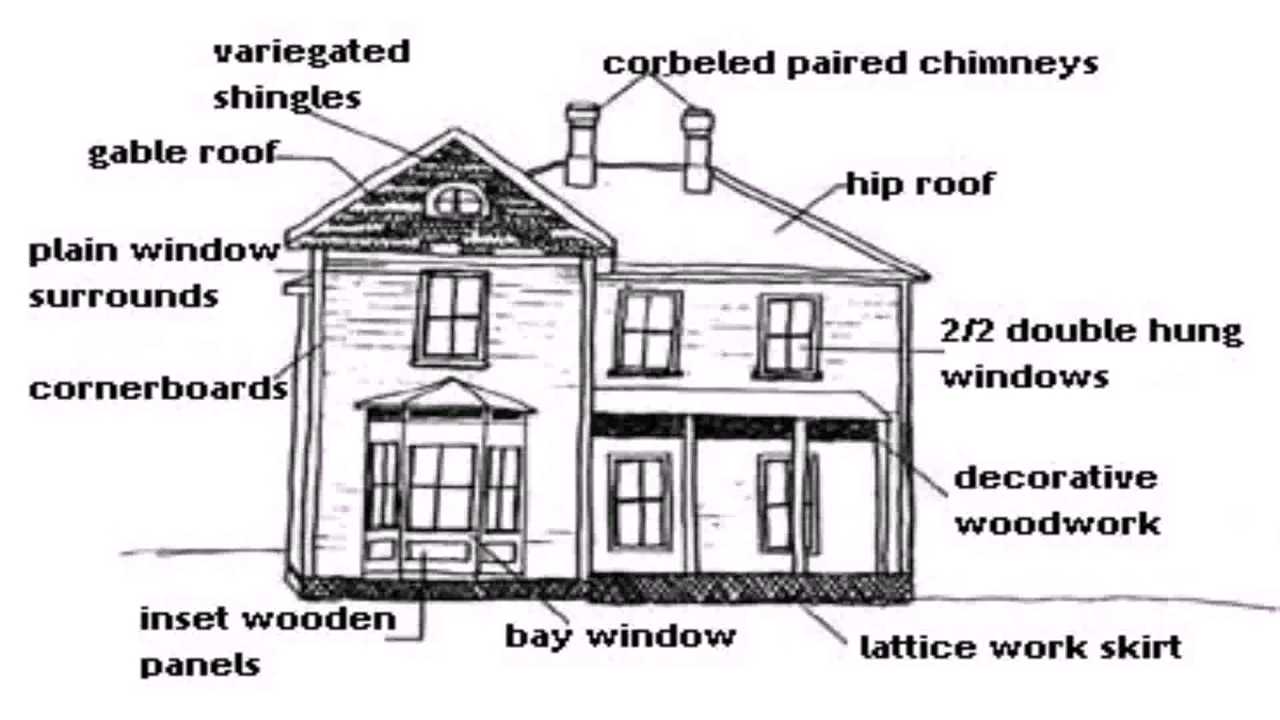 variegated
shingles
corbeled paired chimneys
gable roof
hip roof
plain window
surrounds
2/2 double hung
windows
cornerboards
decorative
woodwork
inset wooden
panels
bay window
lattice work skirt